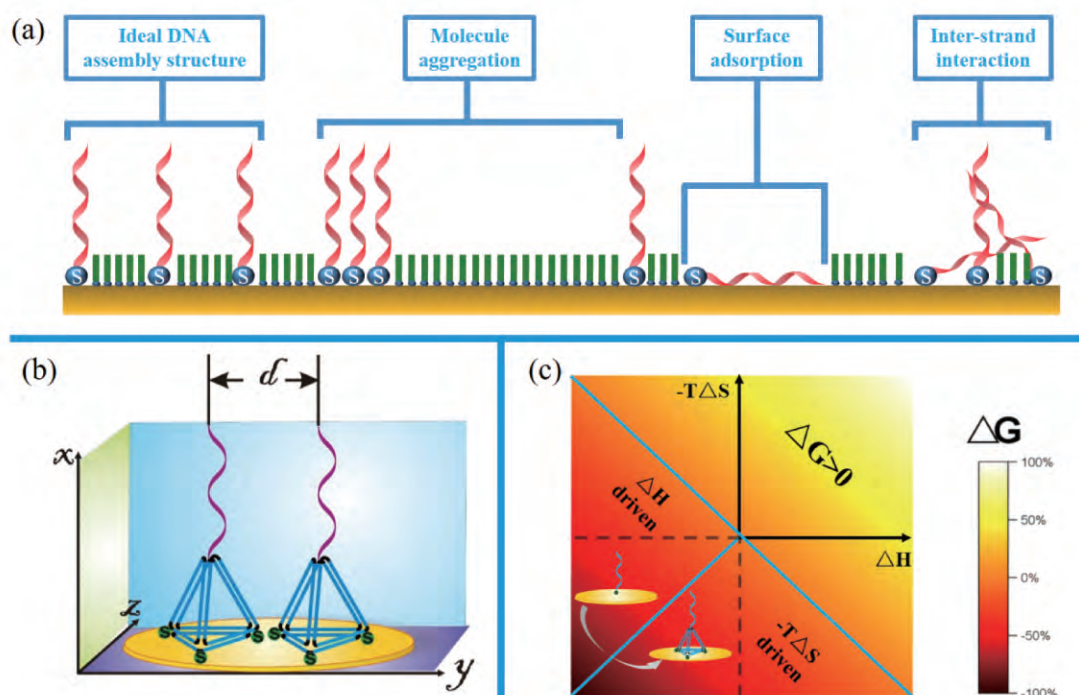 (a)
Ideal DNA
assembly structure
Molecule
aggregation
Surface
adsorption
Inter-strand
interaction
S S S S S S S S S S S
(b)
d
x
z
y
S S S S S S
(c)
-T△S
△G>0
△H
driven
△H
-T△S
driven
△G
100%
50%
0%
-50%
-100%